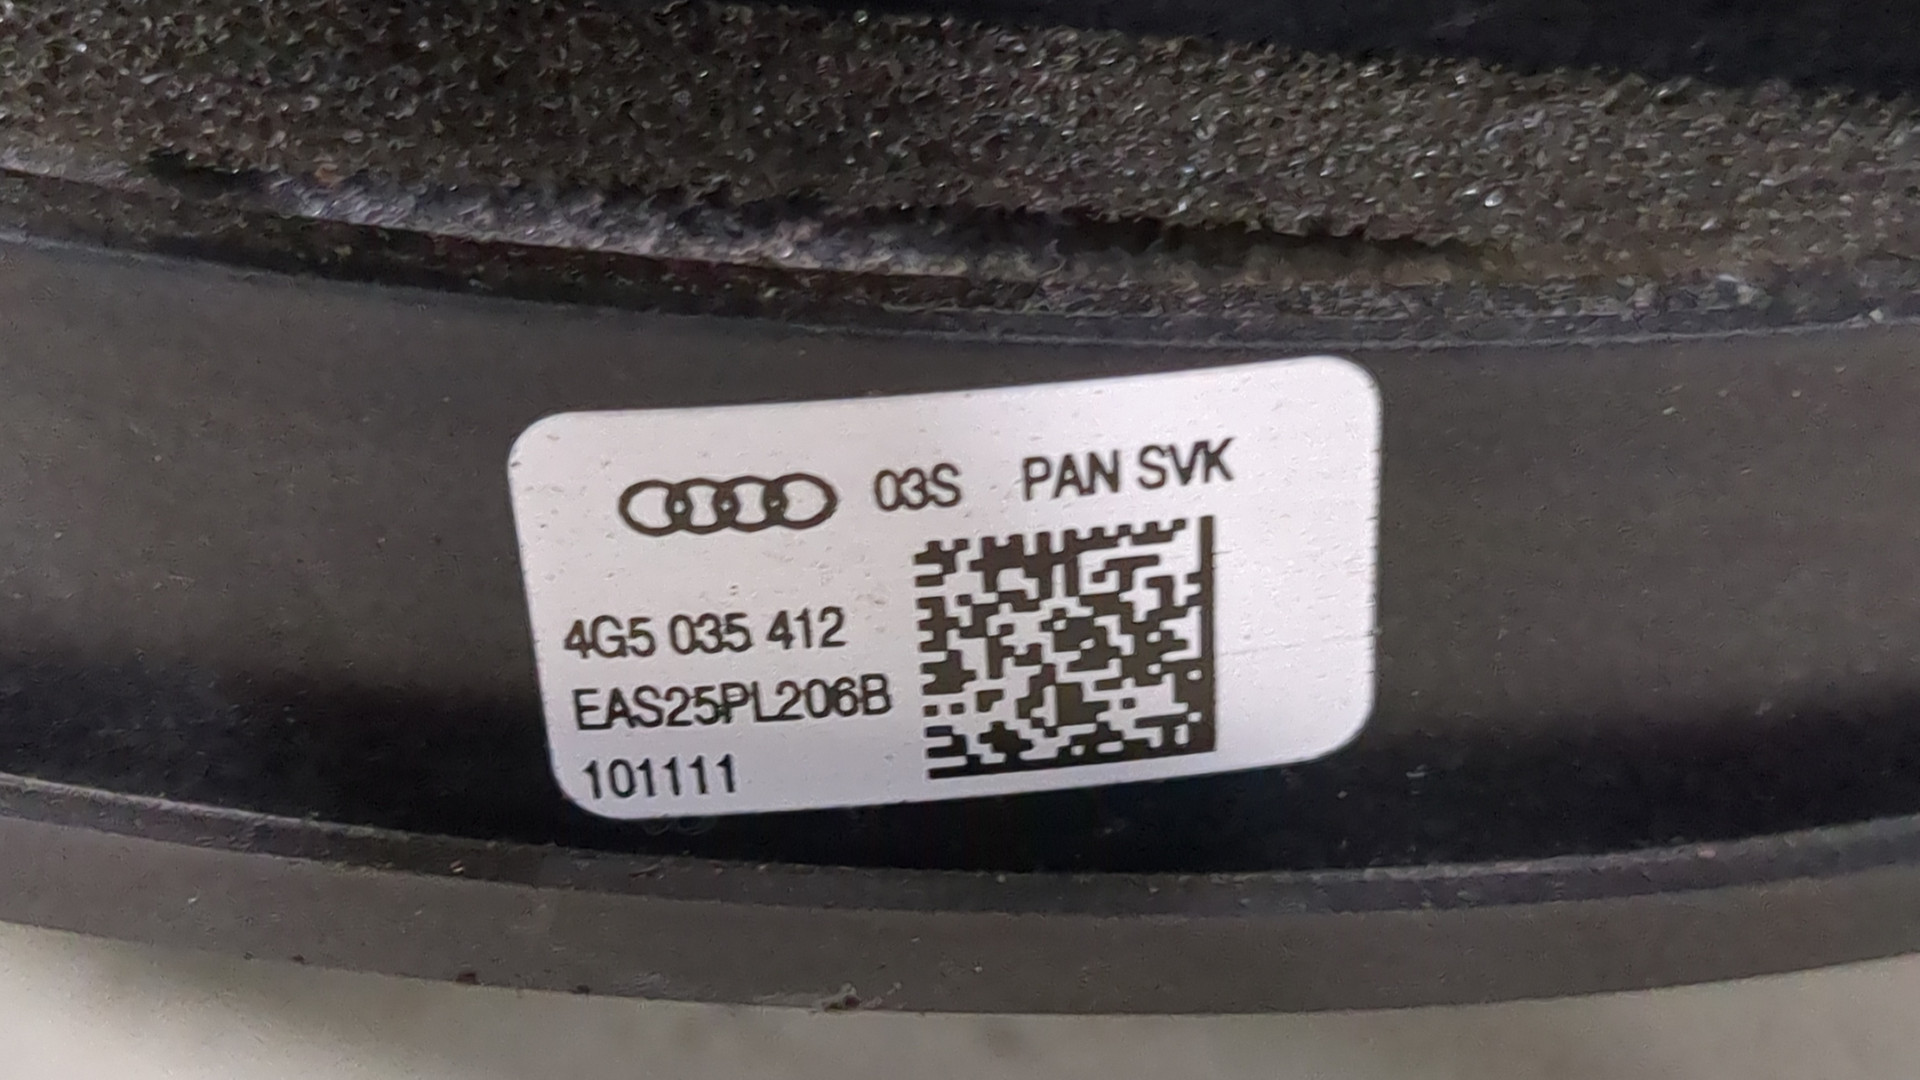 03S PAN SVK
4G5 035 412
EAS25PL206B
101111